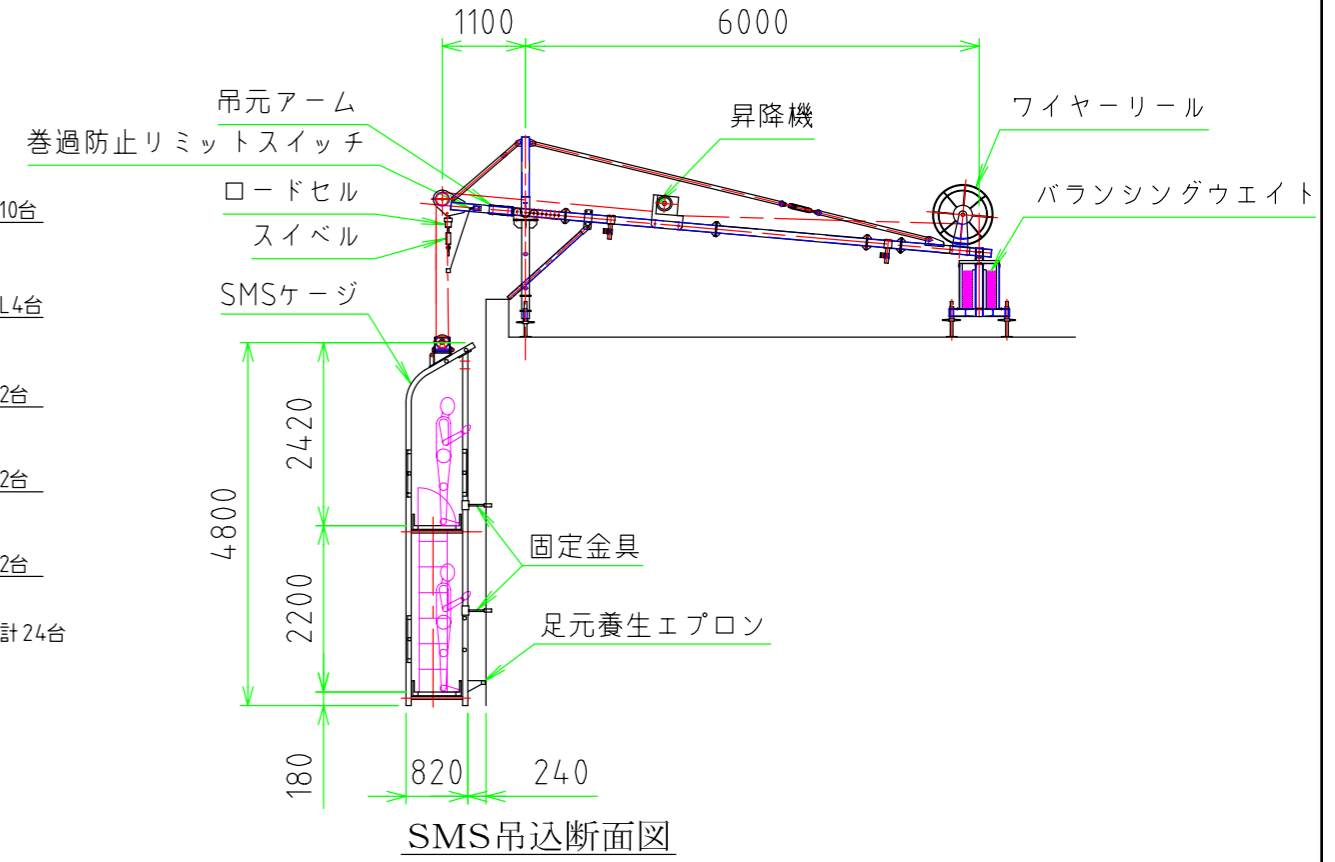 1100
6000
吊元アーム
昇降機
ワイヤーリール
巻過防止リミットスイッチ
ロードセル
バランシングウエイト
10台
スイベル
SMSケージ
L4台
2台
2420
4800
2台
固定金具
2台
2200
足元養生エプロン
計24台
180
820
240
SMS吊込断面図